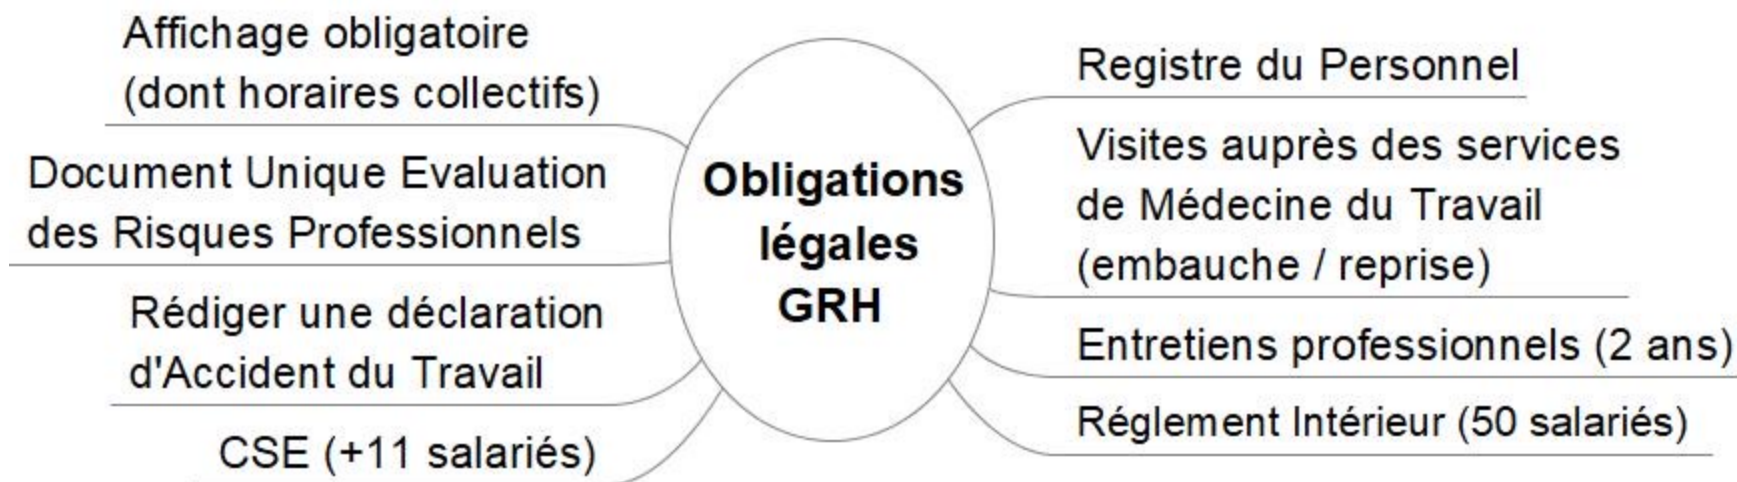 Affichage obligatoire
(dont horaires collectifs)
Document Unique Evaluation
des Risques Professionnels
Rédiger une déclaration
d'Accident du Travail
CSE (+11 salariés)
Obligations
légales
GRH
Registre du Personnel
Visites auprès des services
de Médecine du Travail
(embauche / reprise)
Entretiens professionnels (2 ans)
Réglement Intérieur (50 salariés)